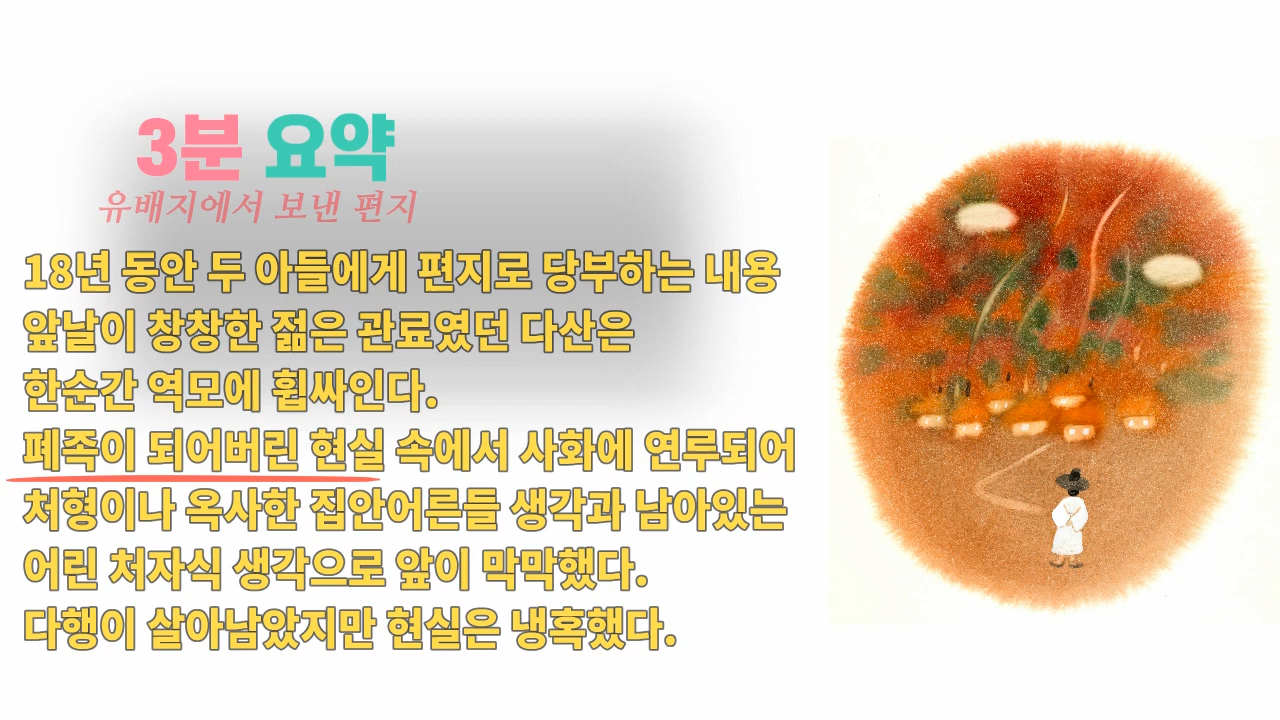 3분 요약
유배지에서 보낸 편지
18년 동안 두 아들에게 편지로 당부하는 내용
앞날이 창창한 젊은 관료였던 다산은
한순간 역모에 휩싸인다.
폐족이 되어버린 현실 속에서 사화에 연루되어
처형이나 옥사한 집안어른들 생각과 남아있는
어린 처자식 생각으로 앞이 막막했다.
다행이 살아남았지만 현실은 냉혹했다.